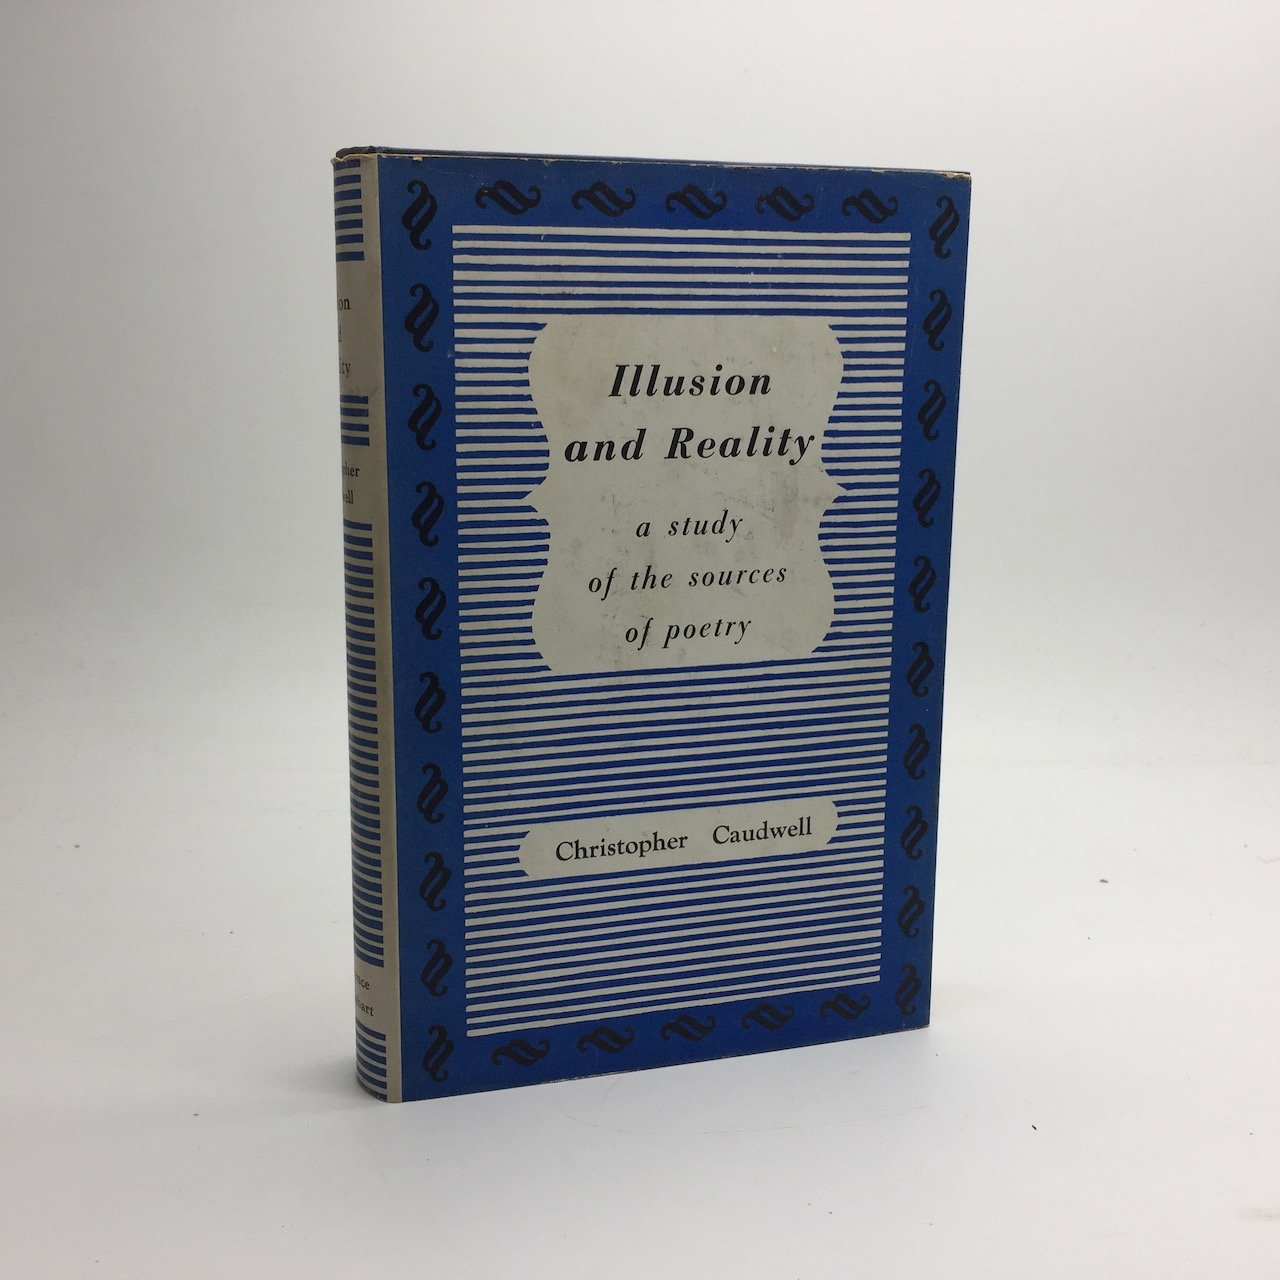 Illusion
and Reality
a study
of the sources
of poetry
Christopher Caudwell